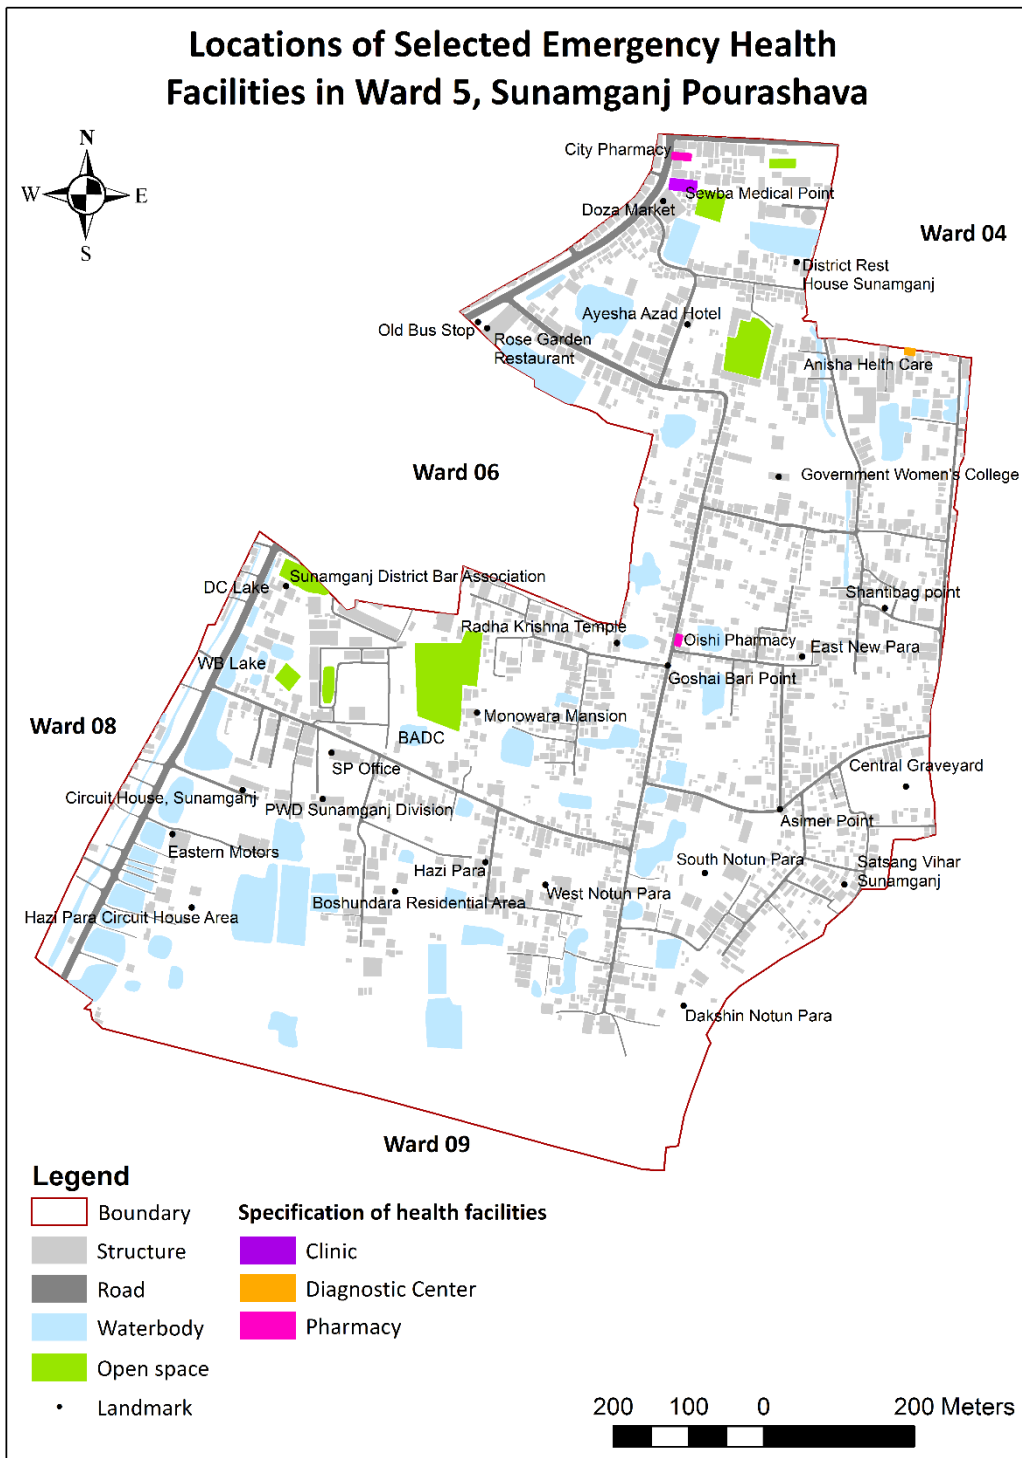 Locations of Selected Emergency Health
Facilities in Ward 5, Sunamganj Pourashava
N
W
E
S
City Pharmacy
Sewba Medical Point
Doza Market
Ward 04
District Rest
House Sunamganj
Ayesha Azad Hotel
Old Bus Stop
Rose Garden
Restaurant
Anisha Helth Care
Ward 06
Government Women's College
Sunamganj District Bar Association
DC Lake
Shantibag point
Radha Krishna Temple
Oishi Pharmacy
East New Para
WB Lake
Goshai Bari Point
Ward 08
Monowara Mansion
BADC
SP Office
Central Graveyard
Circuit House, Sunamganj
PWD Sunamganj Division
Asimer Point
Eastern Motors
Hazi Para
South Notun Para
Satsang Vihar
Sunamganj
Boshundara Residential Area
West Notun Para
Hazi Para Circuit House Area
Dakshin Notun Para
Ward 09
Legend
Boundary
Structure
Road
Waterbody
Open space
Landmark
Specification of health facilities
Clinic
Diagnostic Center
Pharmacy
200 100 0 200 Meters